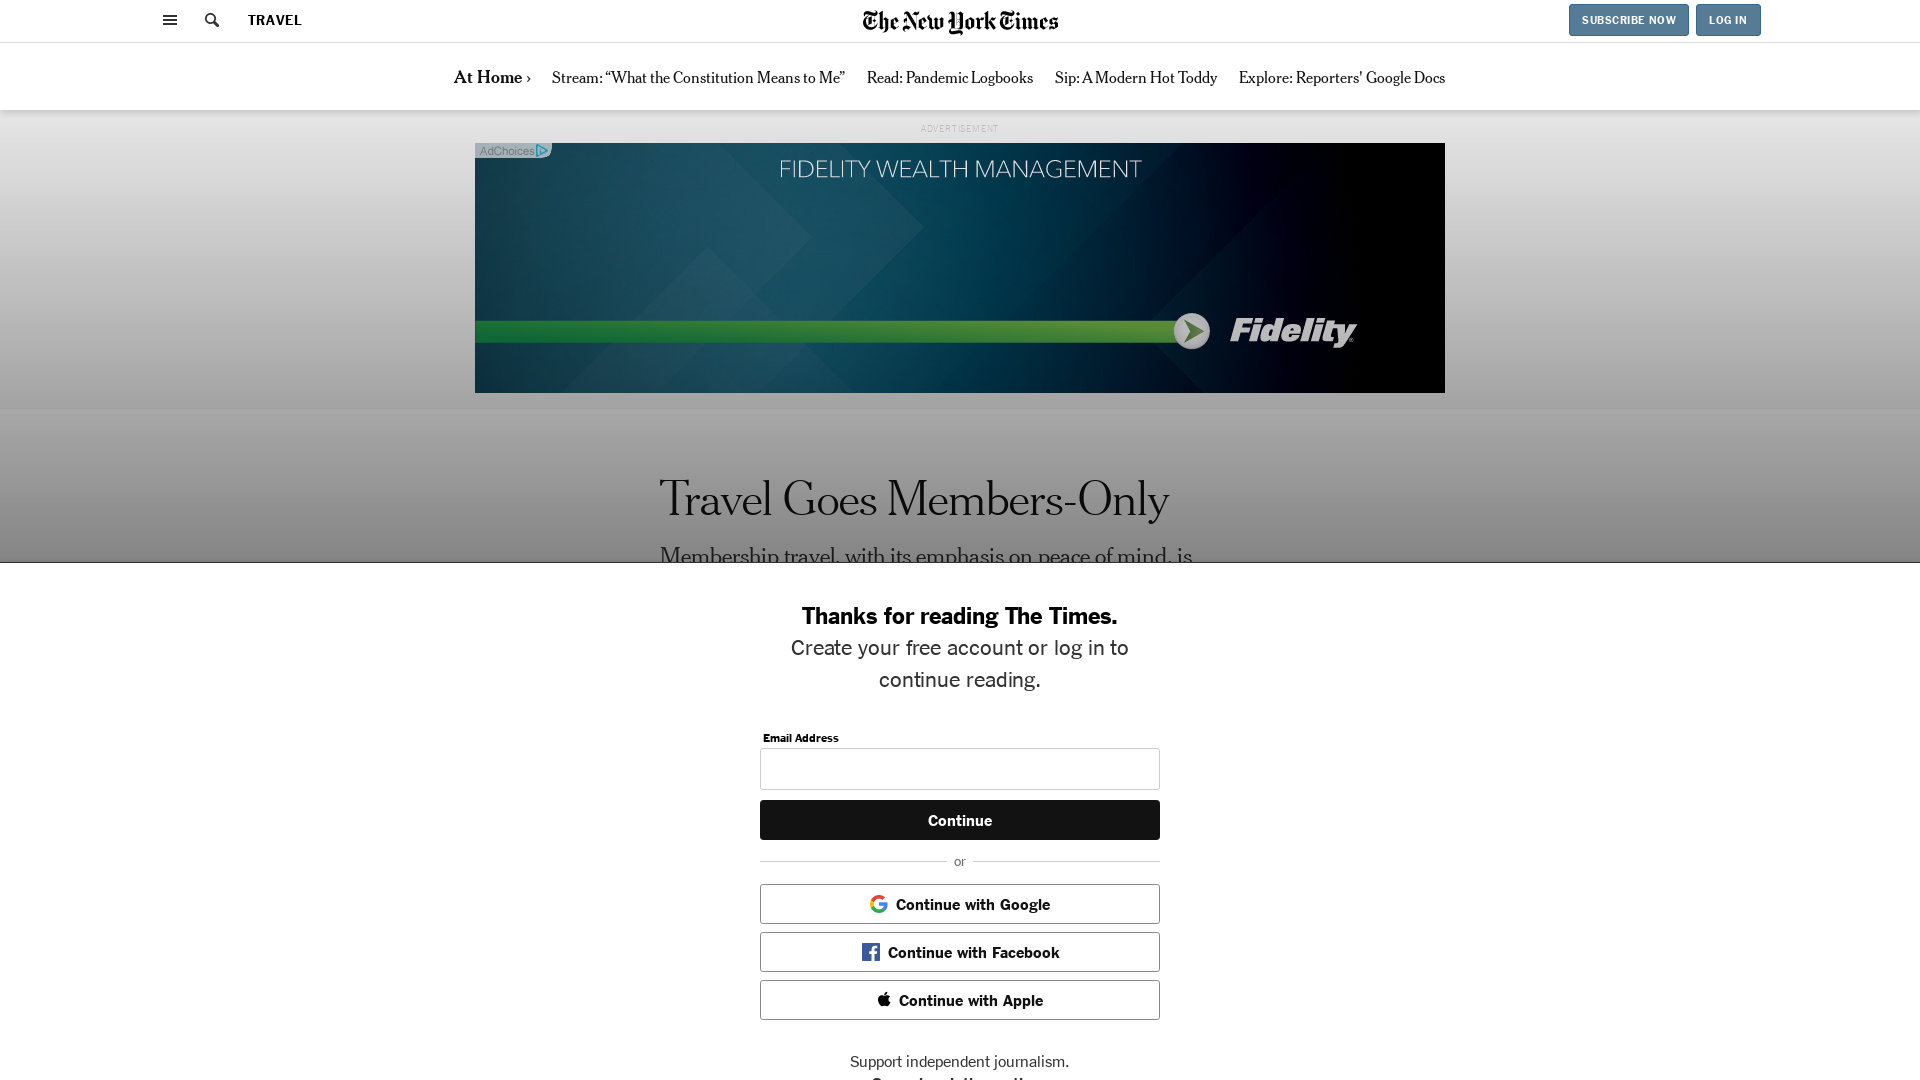 TRAVEL
The New York Times
SUBSCRIBE NOW
LOG IN
At Home ›
Stream: “What the Constitution Means to Me”
Read: Pandemic Logbooks
Sip: A Modern Hot Toddy
Explore: Reporters' Google Docs
ADVERTISEMENT
AdChoices
FIDELITY WEALTH MANAGEMENT
Fidelity
Travel Goes Members-Only
Membership travel, with its emphasis on peace of mind, is
Thanks for reading The Times.
Create your free account or log in to
continue reading.
Email Address
Continue
or
Continue with Google
Continue with Facebook
Continue with Apple
Support independent journalism.